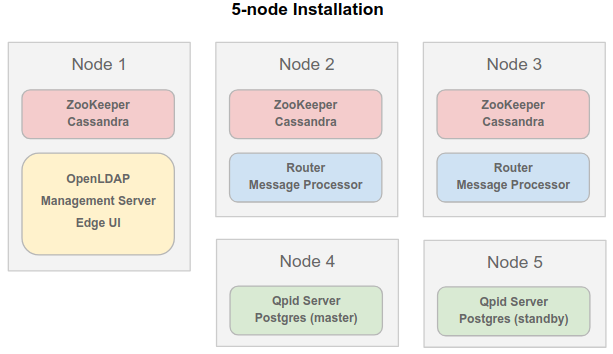 5-node Installation
Node 1
ZooKeeper
Cassandra
OpenLDAP
Management Server
Edge UI
Node 2
ZooKeeper
Cassandra
Router
Message Processor
Node 3
ZooKeeper
Cassandra
Router
Message Processor
Node 4
Qpid Server
Postgres (master)
Node 5
Qpid Server
Postgres (standby)